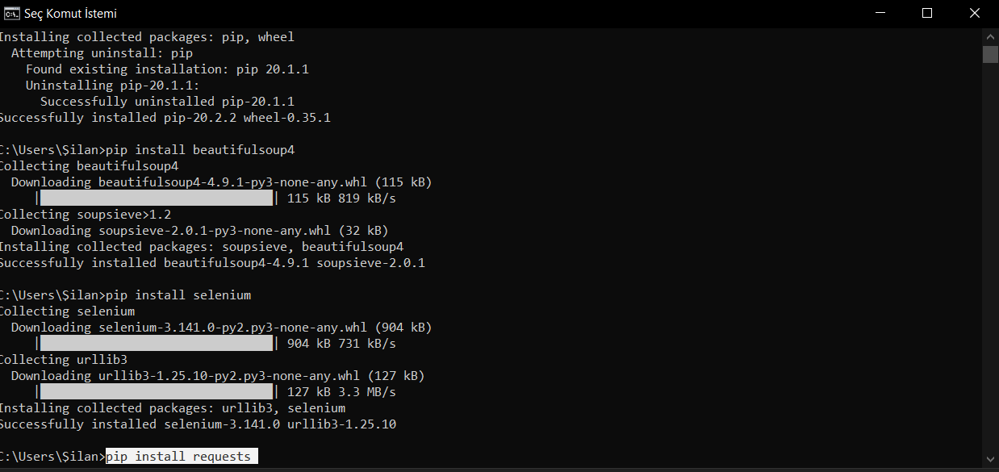 Seç Komut İstemi
Installing collected packages: pip, wheel
Attempting uninstall: pip
Found existing installation: pip 20.1.1
Uninstalling pip-20.1.1:
Successfully uninstalled pip-20.1.1
Successfully installed pip-20.2.2 wheel-0.35.1
C:\Users\Şilan>pip install beautifulsoup4
Collecting beautifulsoup4
Downloading beautifulsoup4-4.9.1-py3-none-any.whl (115 kB)
|████████████████████████████████| 115 kB 819 kB/s
Collecting soupsieve>1.2
Downloading soupsieve-2.0.1-py3-none-any.whl (32 kB)
Installing collected packages: soupsieve, beautifulsoup4
Successfully installed beautifulsoup4-4.9.1 soupsieve-2.0.1
C:\Users\Şilan>pip install selenium
Collecting selenium
Downloading selenium-3.141.0-py2.py3-none-any.whl (904 kB)
|████████████████████████████████| 904 kB 731 kB/s
Collecting urllib3
Downloading urllib3-1.25.10-py2.py3-none-any.whl (127 kB)
|████████████████████████████████| 127 kB 3.3 MB/s
Installing collected packages: urllib3, selenium
Successfully installed selenium-3.141.0 urllib3-1.25.10
C:\Users\Şilan>pip install requests